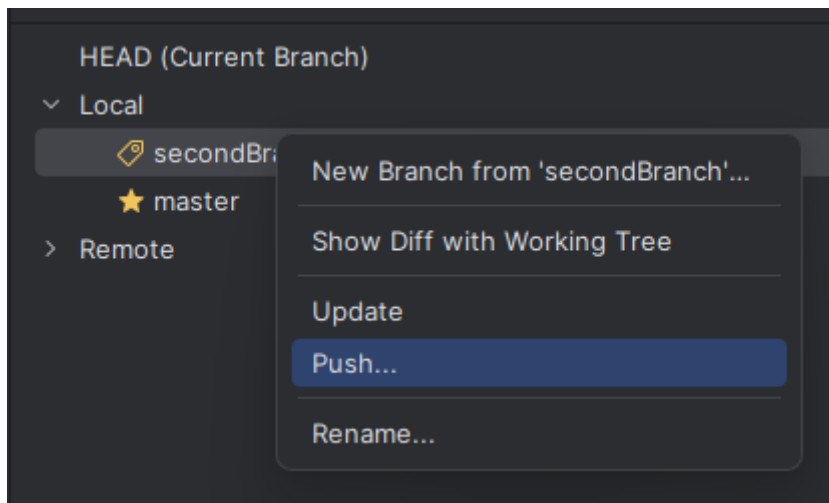 HEAD (Current Branch)
Local
secondBra
New Branch from 'secondBranch'...
master
Show Diff with Working Tree
Remote
Update
Push...
Rename...